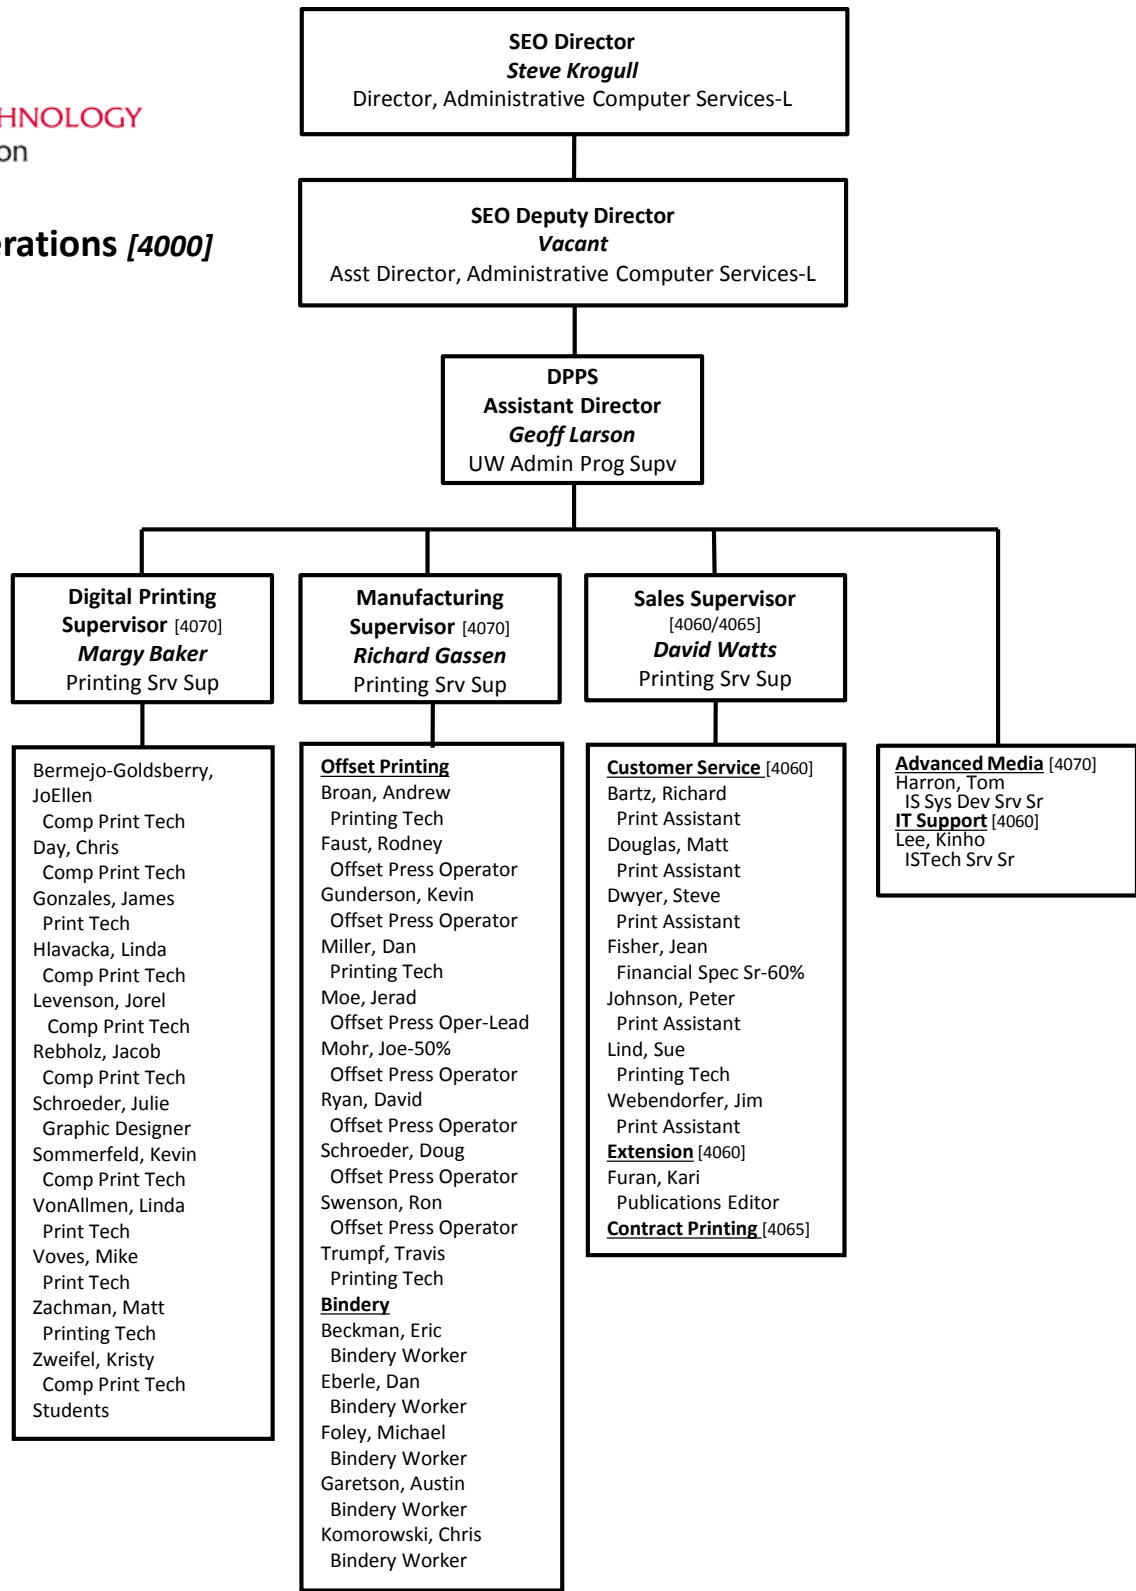 SEO Director
Steve Krogull
Director, Administrative Computer Services-L
HNOLOGY
on
SEO Deputy Director
Vacant
Asst Director, Administrative Computer Services-L
erations [4000]
DPPS
Assistant Director
Geoff Larson
UW Admin Prog Supv
Digital Printing
Supervisor [4070]
Margy Baker
Printing Srv Sup
Manufacturing
Supervisor [4070]
Richard Gassen
Printing Srv Sup
Sales Supervisor
[4060/4065]
David Watts
Printing Srv Sup
Bermejo-Goldsberry,
JoEllen
Comp Print Tech
Day, Chris
Comp Print Tech
Gonzales, James
Print Tech
Hlavacka, Linda
Comp Print Tech
Levenson, Jorel
Comp Print Tech
Rebholz, Jacob
Comp Print Tech
Schroeder, Julie
Graphic Designer
Sommerfeld, Kevin
Comp Print Tech
VonAllmen, Linda
Print Tech
Voves, Mike
Print Tech
Zachman, Matt
Printing Tech
Zweifel, Kristy
Comp Print Tech
Students
Offset Printing
Broan, Andrew
Printing Tech
Faust, Rodney
Offset Press Operator
Gunderson, Kevin
Offset Press Operator
Miller, Dan
Printing Tech
Moe, Jerad
Offset Press Oper-Lead
Mohr, Joe-50%
Offset Press Operator
Ryan, David
Offset Press Operator
Schroeder, Doug
Offset Press Operator
Swenson, Ron
Offset Press Operator
Trumpf, Travis
Printing Tech
Bindery
Beckman, Eric
Bindery Worker
Eberle, Dan
Bindery Worker
Foley, Michael
Bindery Worker
Garetson, Austin
Bindery Worker
Komorowski, Chris
Bindery Worker
Customer Service [4060]
Bartz, Richard
Print Assistant
Douglas, Matt
Print Assistant
Dwyer, Steve
Print Assistant
Fisher, Jean
Financial Spec Sr-60%
Johnson, Peter
Print Assistant
Lind, Sue
Printing Tech
Webendorfer, Jim
Print Assistant
Extension [4060]
Furan, Kari
Publications Editor
Contract Printing [4065]
Advanced Media [4070]
Harron, Tom
IS Sys Dev Srv Sr
IT Support [4060]
Lee, Kinho
ISTech Srv Sr